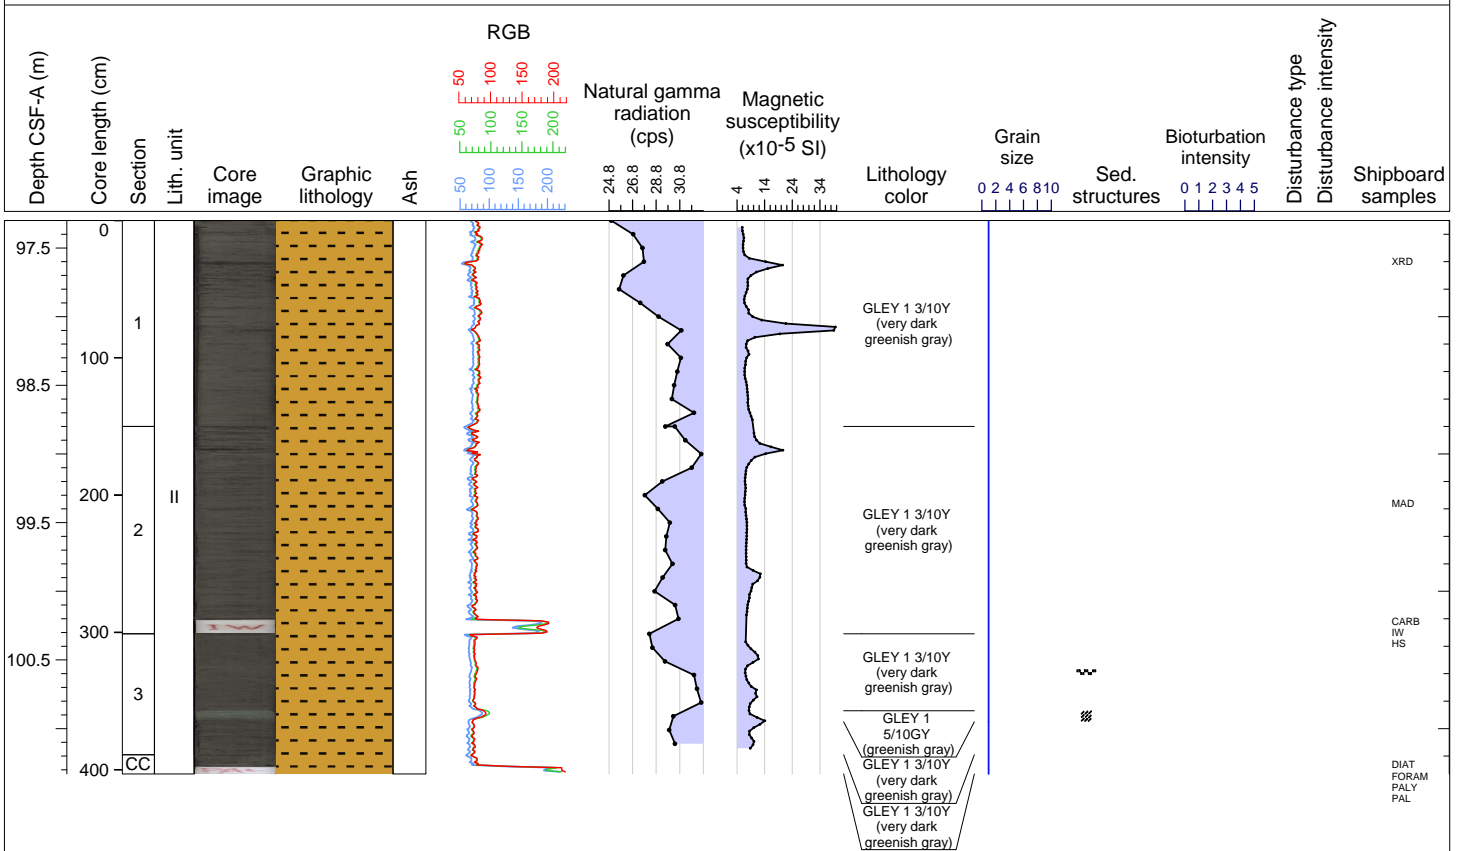 RGB
50 100 150 200
50 100 150 200
50 100 150 200
Depth CSF-A (m)
Core length (cm)
Section
Lith. unit
Core
image
Graphic
lithology
Ash
Natural gamma
radiation
(cps)
24.8 26.8 28.8 30.8
Magnetic
susceptibility
(x10-5 SI)
4 14 24 34
Lithology
color
Grain
size
0 2 4 6 8 10
Sed.
structures
Bioturbation
intensity
0 1 2 3 4 5
Disturbance type
Disturbance intensity
Shipboard
samples
97.5
98.5
99.5
100.5
0
100
200
300
400
1
2
3
CC
II
IW
PAL
GLEY 1 3/10Y
(very dark
greenish gray)
GLEY 1 3/10Y
(very dark
greenish gray)
GLEY 1 3/10Y
(very dark
greenish gray)
GLEY 1
5/10GY
(greenish gray)
GLEY 1 3/10Y
(very dark
greenish gray)
GLEY 1 3/10Y
(very dark
greenish gray)
XRD
MAD
CARB
IW
HS
DIAT
FORAM
PALY
PAL